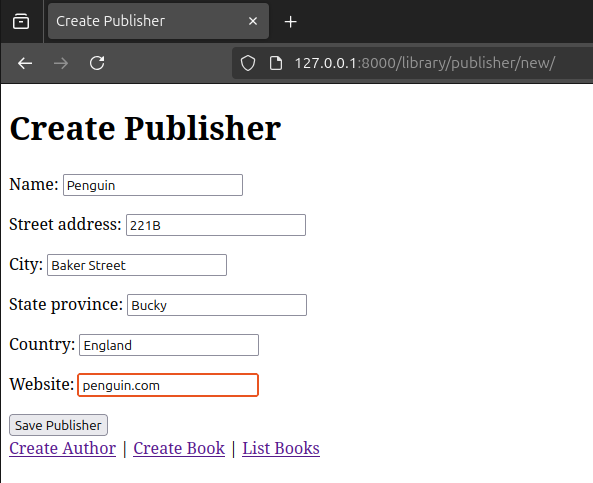 Create Publisher
127.0.0.1:8000/library/publisher/new/
Create Publisher
Name: Penguin
Street address: 221B
City: Baker Street
State province: Bucky
Country: England
Website: penguin.com
Save Publisher
Create Author | Create Book | List Books